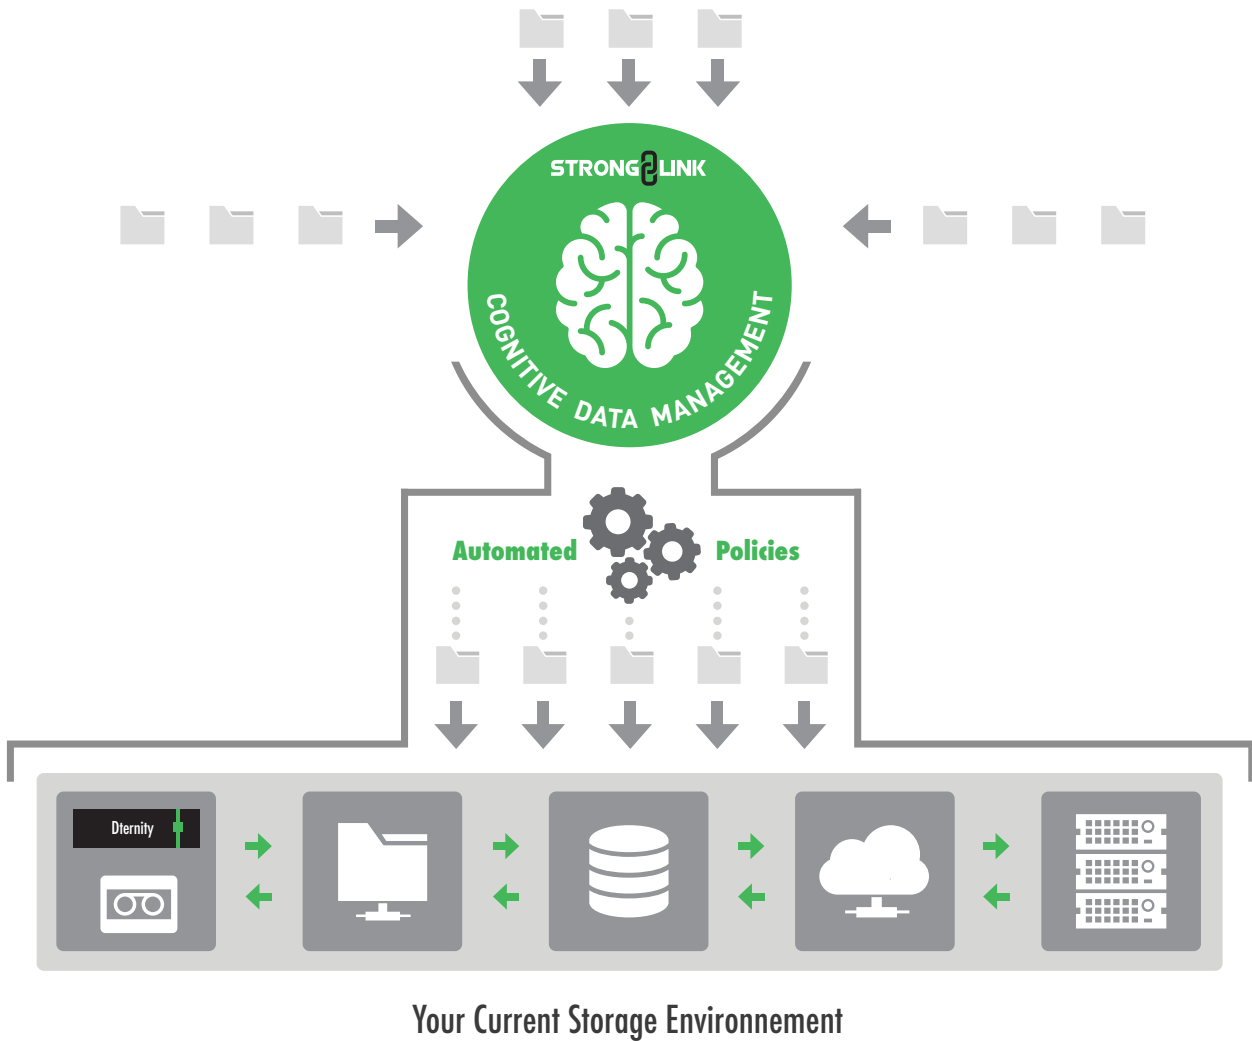 STRONG LINK
COGNITIVE DATA MANAGEMENT
Automated Policies
Dternity
Your Current Storage Environnement